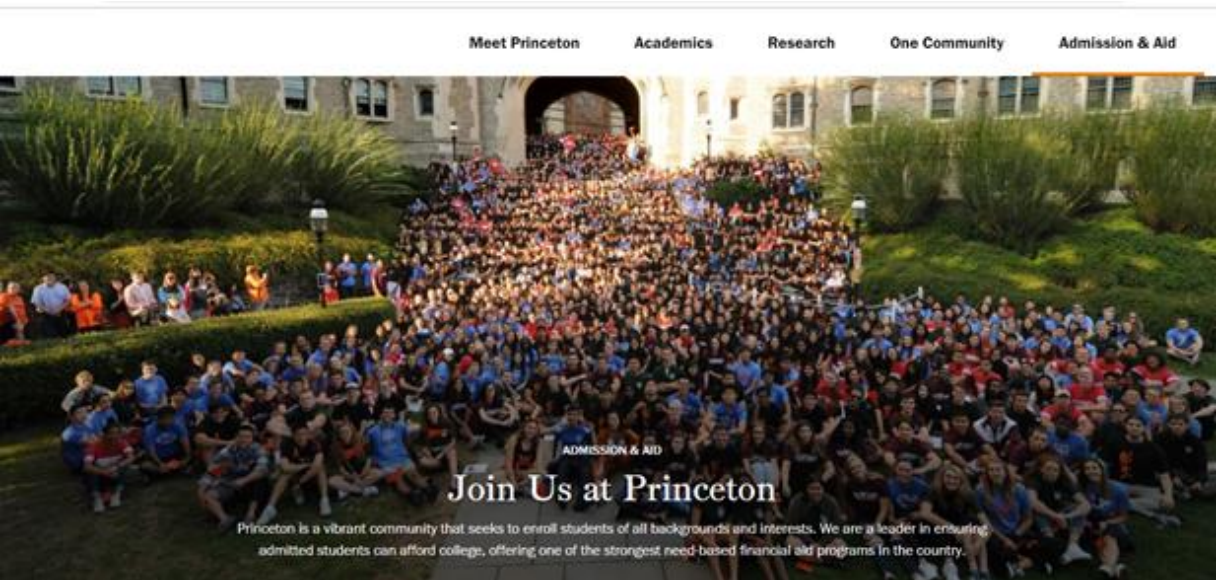 Meet Princeton Academics Research One Community Admission & Aid
ADMISSION & AID
Join Us at Princeton
Princeton is a vibrant community that seeks to enroll students of all backgrounds and interests. We are a leader in ensuring
admitted students can afford college, offering one of the strongest need-based financial aid programs in the country.